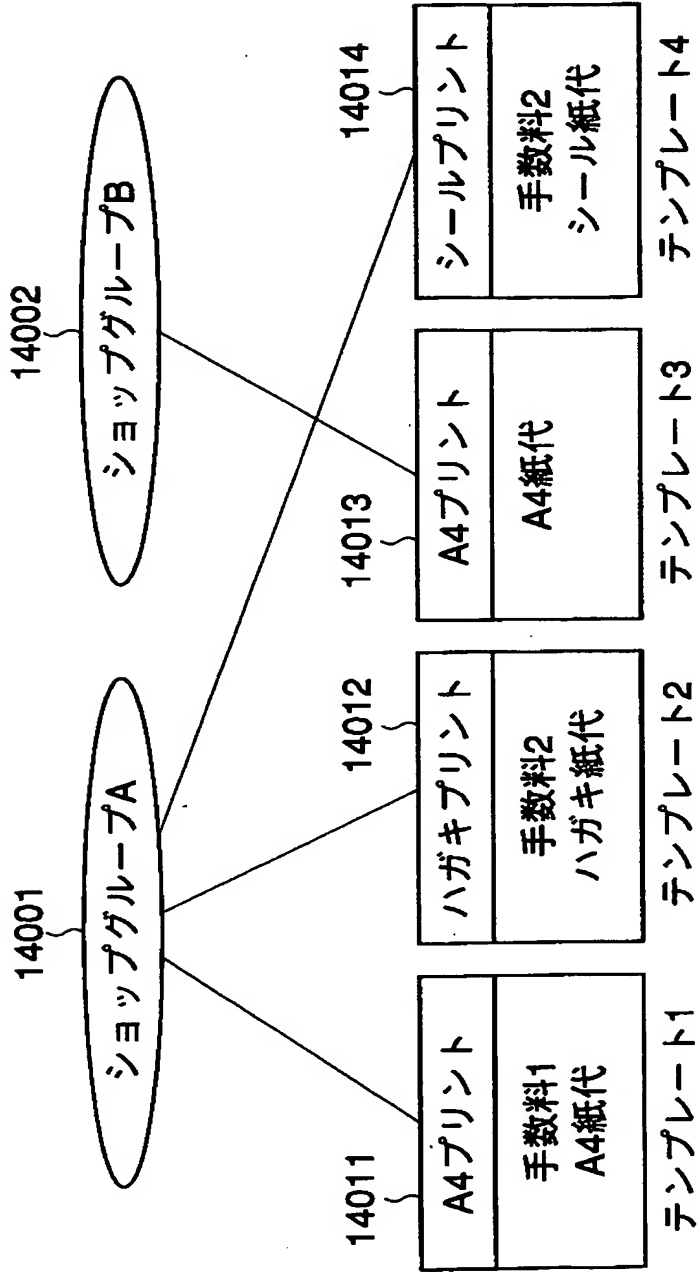 14001
ショップグループA
14002
ショップグループB
14011
A4プリント
手数料1
A4紙代
テンプレート1
14012
ハガキプリント
手数料2
ハガキ紙代
テンプレート2
14013
A4プリント
A4紙代
テンプレート3
14014
シールプリント
手数料2
シール紙代
テンプレート4